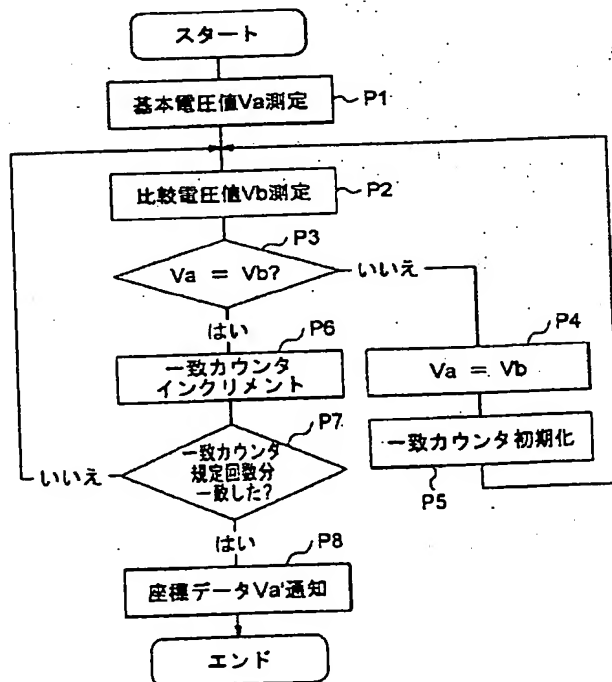 スタート
基本電圧値Va測定
P1
比較電圧値Vb測定
P2
P3
Va = Vb?
いいえ
はい
P6
P4
一致カウンタ
インクリメント
Va = Vb
P7
一致カウンタ
規定回数分
一致した?
いいえ
一致カウンタ初期化
P5
はい
P8
座標データVa'通知
エンド